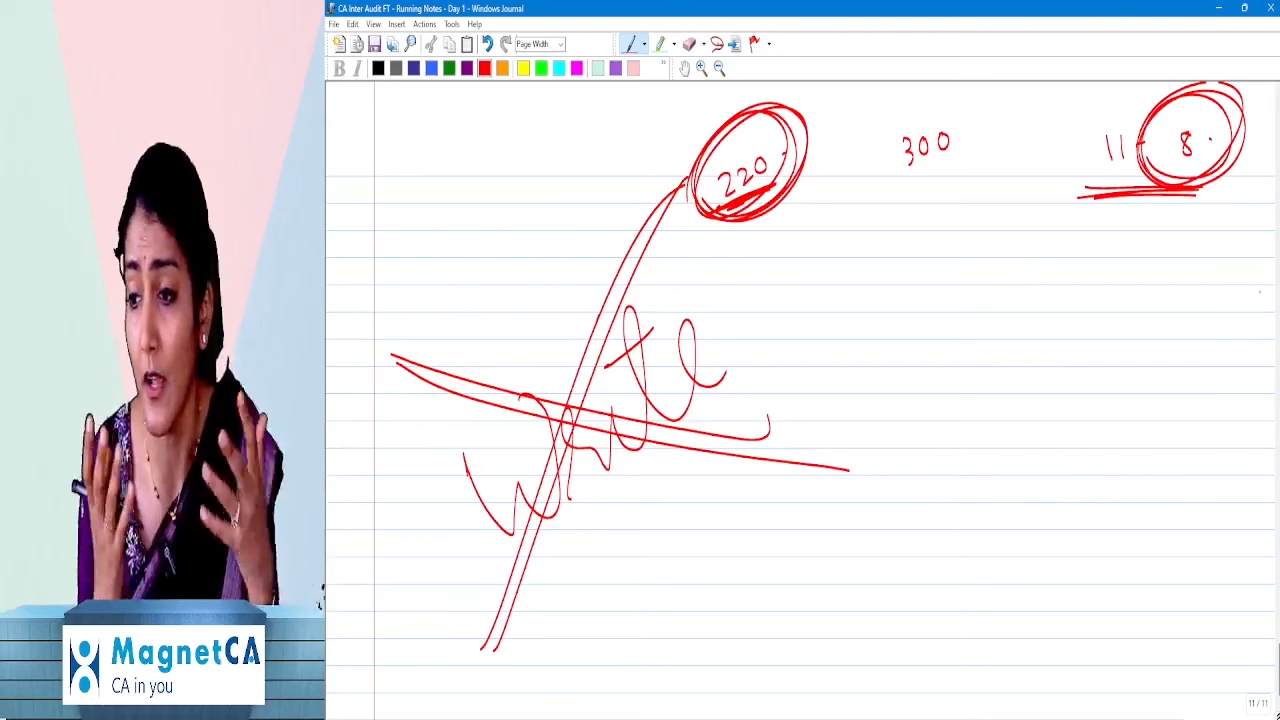 CA Inter Audit FT - Running Notes - Day 1 - Windows Journal
File Edit View Insert Actions Tools Help
Page Width
B I
220 300 11 8
write
MagnetCA
CA in you
11 / 11